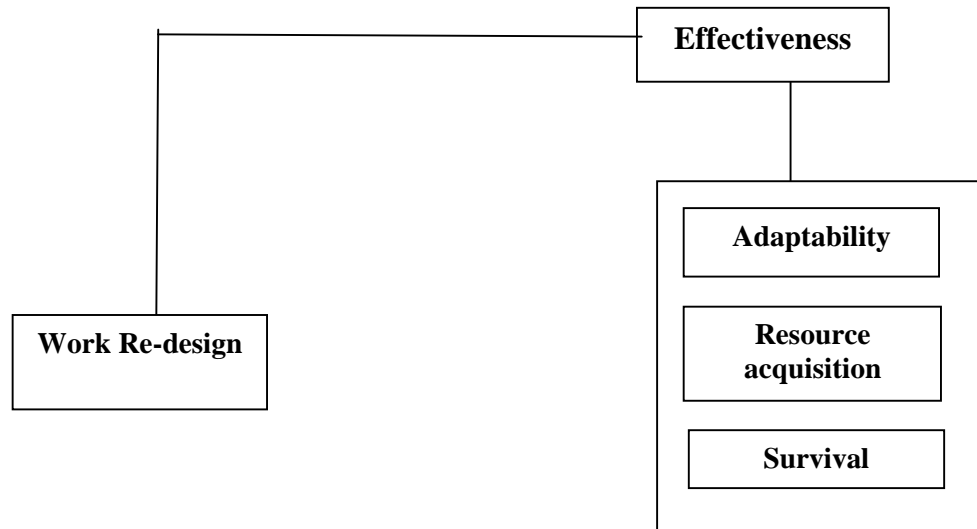 Effectiveness
Adaptability
Work Re-design
Resource
acquisition
Survival